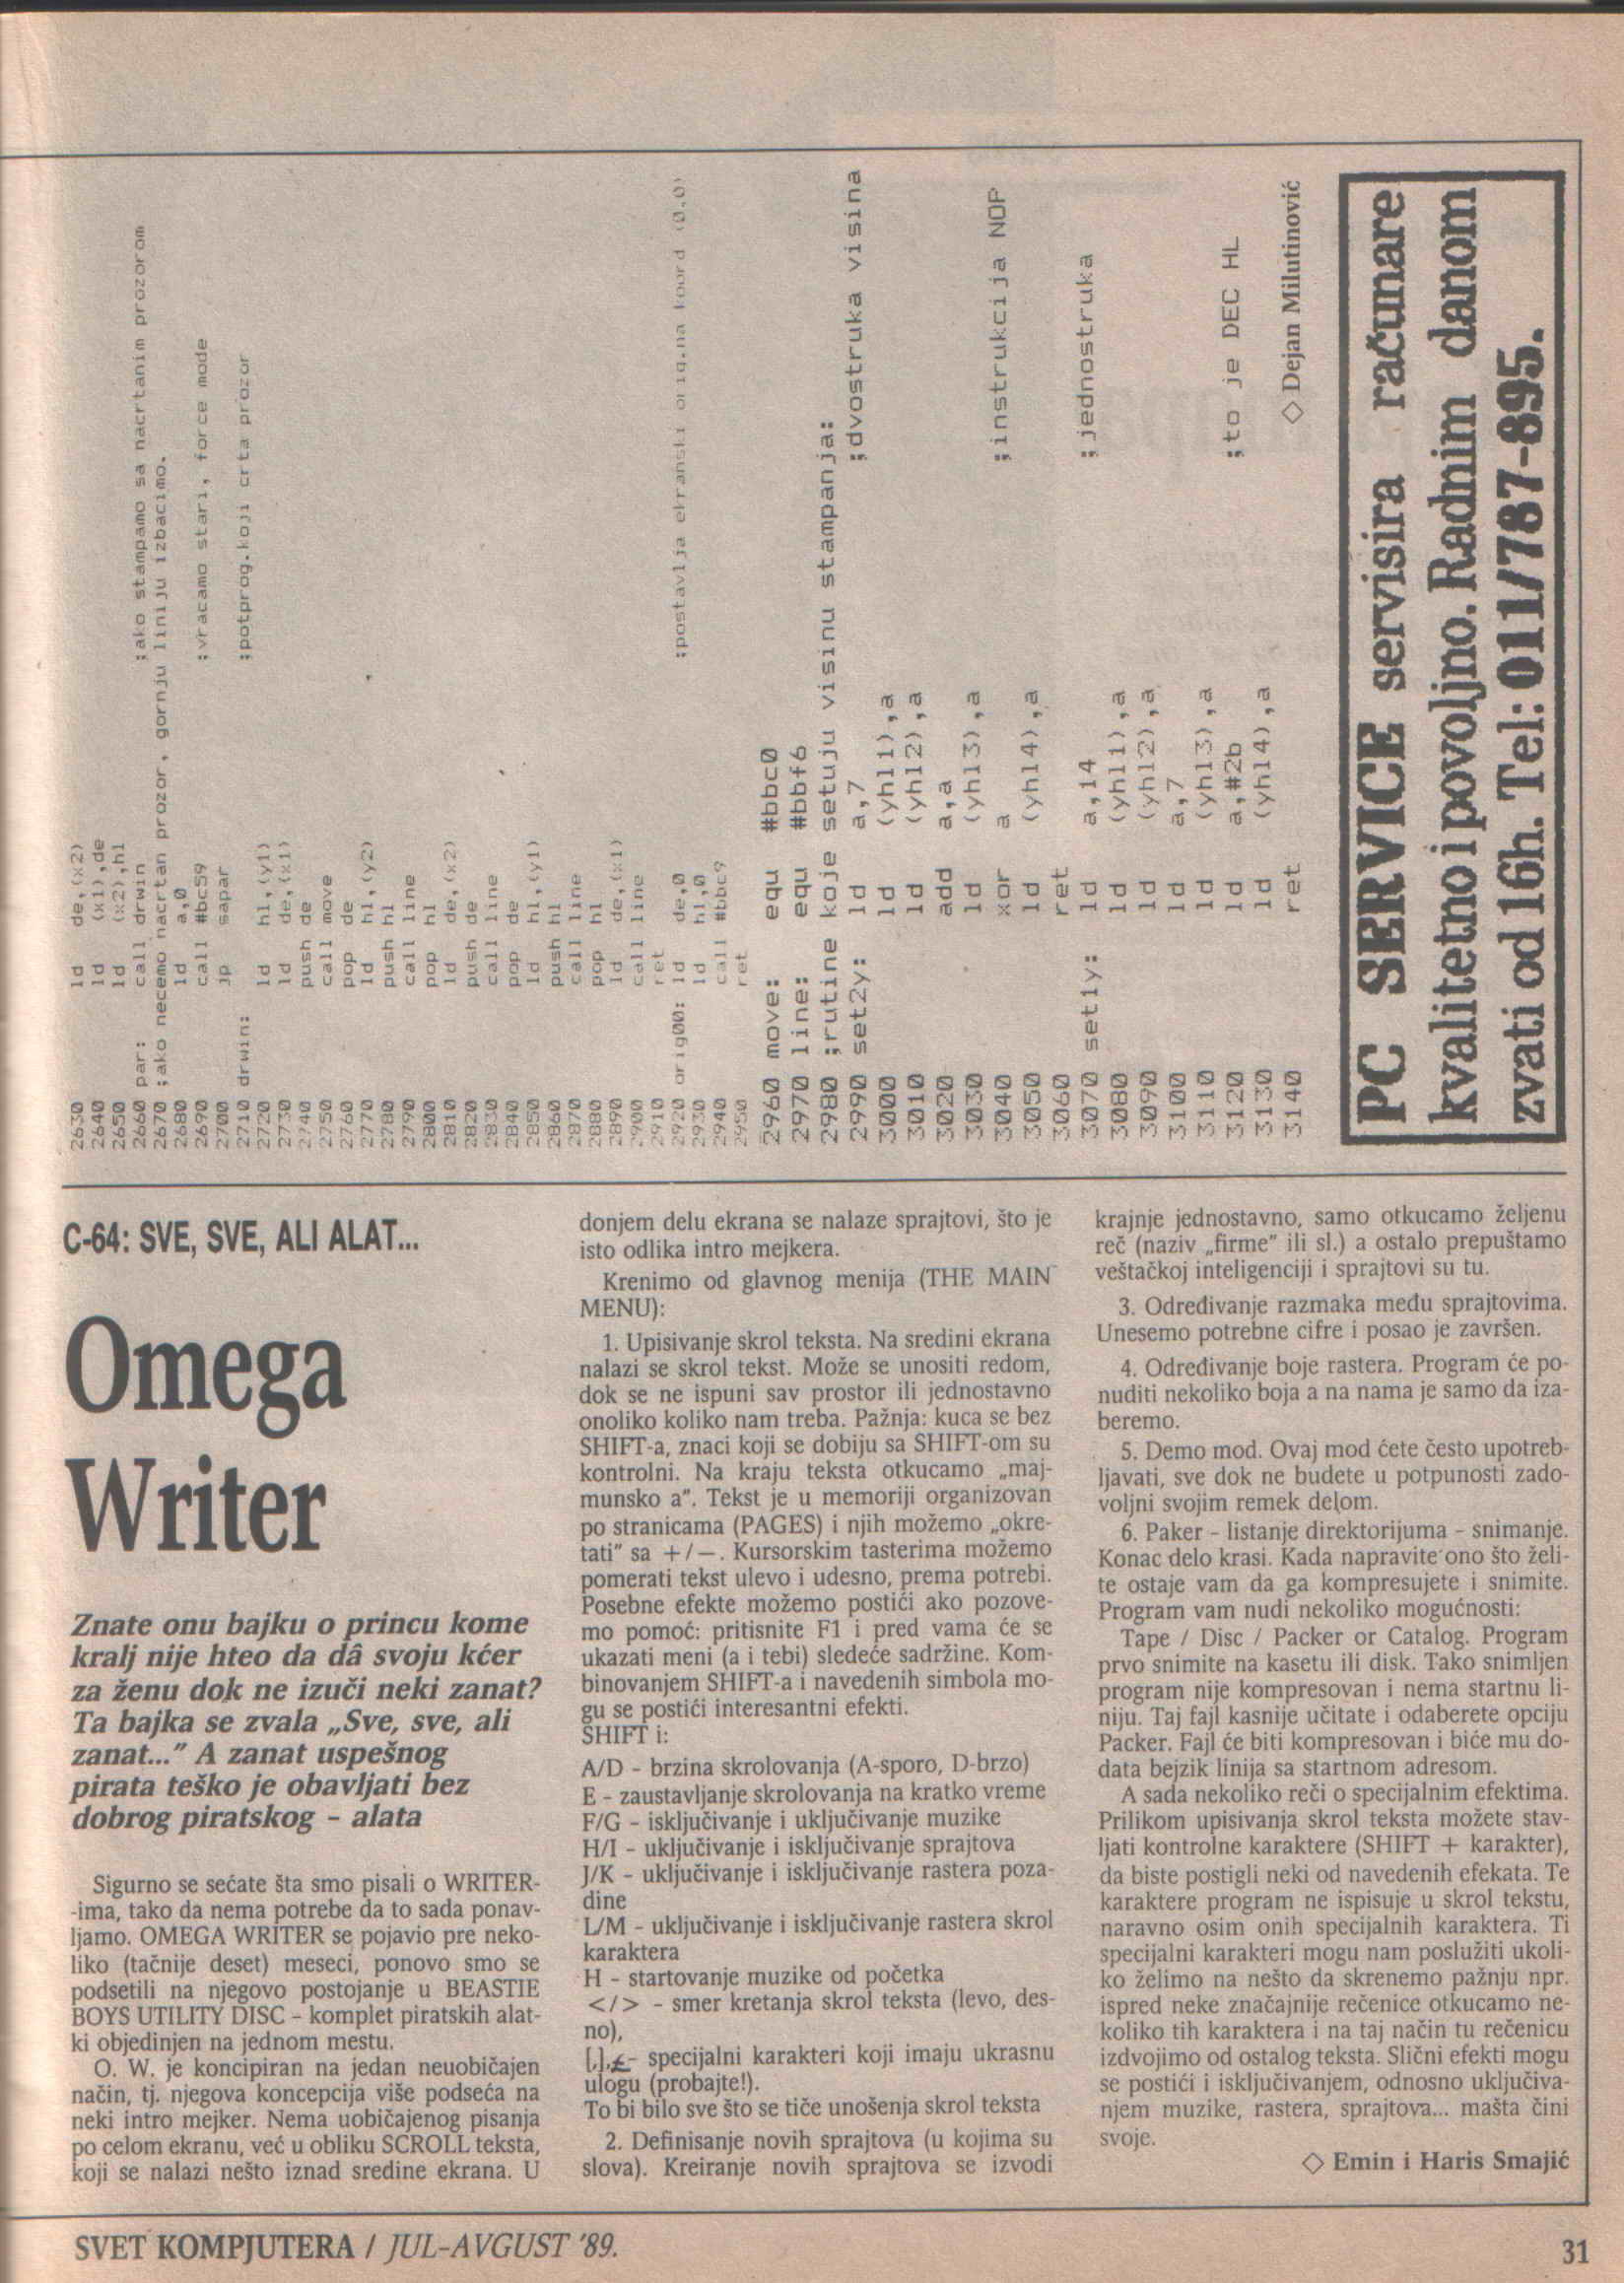 2630 ld de,(x2)
2640 ld (x1),de
2650 ld (x2),hl
2660 par: call drwin ;ako stampamo sa nacrtanim prozorom
2670 ;ako necemo nacrtan prozor, gornju liniju izbacimo.
2680 ld a,0
2690 call #bc59 ;vracamo stari, force mode
2700 jp sapar
2710 drwin: ;potprog.koji crta prozor
2720 ld hl,(y1)
2730 ld de,(x1)
2740 push de
2750 call move
2760 pop de
2770 ld hl,(y2)
2780 push hl
2790 call line
2800 pop hl
2810 ld de,(x2)
2820 push de
2830 call line
2840 pop de
2850 ld hl,(y1)
2860 push hl
2870 call line
2880 pop hl
2890 ld de,(x1)
2900 call line
2910 ret
2920 orig00: ld de,0 ;postavlja ekranski orig.na koord (0,0)
2930 ld hl,0
2940 call #bbc9
2950 ret
2960 move: equ #bbc0
2970 line: equ #bbf6
2980 ;rutine koje setuju visinu stampanja:
2990 set2y: ld a,7 ;dvostruka visina
3000 ld (yhl1),a
3010 ld (yhl2),a
3020 add a,a
3030 ld (yhl3),a
3040 xor a ;instrukcija NOP
3050 ld (yhl4),a
3060 ret
3070 set1y: ld a,14 ;jednostruka
3080 ld (yhl1),a
3090 ld (yhl2),a
3100 ld a,7
3110 ld (yhl3),a
3120 ld a,#2b ;to je DEC HL
3130 ld (yhl4),a
3140 ret
◇ Dejan Milutinović
PC SERVICE servisira računare
kvalitetno i povoljno. Radnim danom
zvati od 16h. Tel: 011/787-895.
C-64: SVE, SVE, ALI ALAT...
Omega
Writer
Znate onu bajku o princu kome
kralj nije hteo da dâ svoju kćer
za ženu dok ne izuči neki zanat?
Ta bajka se zvala „Sve, sve, ali
zanat...” A zanat uspešnog
pirata teško je obavljati bez
dobrog piratskog – alata
Sigurno se sećate šta smo pisali o WRITER-
-ima, tako da nema potrebe da to sada ponav-
ljamo. OMEGA WRITER se pojavio pre neko-
liko (tačnije deset) meseci, ponovo smo se
podsetili na njegovo postojanje u BEASTIE
BOYS UTILITY DISC – komplet piratskih alat-
ki objedinjen na jednom mestu.
O. W. je koncipiran na jedan neuobičajen
način, tj. njegova koncepcija više podseća na
neki intro mejker. Nema uobičajenog pisanja
po celom ekranu, već u obliku SCROLL teksta,
koji se nalazi nešto iznad sredine ekrana. U
donjem delu ekrana se nalaze sprajtovi, što je
isto odlika intro mejkera.
Krenimo od glavnog menija (THE MAIN
MENU):
1. Upisivanje skrol teksta. Na sredini ekrana
nalazi se skrol tekst. Može se unositi redom,
dok se ne ispuni sav prostor ili jednostavno
onoliko koliko nam treba. Pažnja: kuca se bez
SHIFT-a, znaci koji se dobiju sa SHIFT-om su
kontrolni. Na kraju teksta otkucamo „maj-
munsko a”. Tekst je u memoriji organizovan
po stranicama (PAGES) i njih možemo „okre-
tati” sa +/−. Kursorskim tasterima možemo
pomerati tekst ulevo i udesno, prema potrebi.
Posebne efekte možemo postići ako pozove-
mo pomoć: pritisnite F1 i pred vama će se
ukazati meni (a i tebi) sledeće sadržine. Kom-
binovanjem SHIFT-a i navedenih simbola mo-
gu se postići interesantni efekti.
SHIFT i:
A/D – brzina skrolovanja (A-sporo, D-brzo)
E – zaustavljanje skrolovanja na kratko vreme
F/G – isključivanje i uključivanje muzike
H/I – uključivanje i isključivanje sprajtova
J/K – uključivanje i isključivanje rastera poza-
dine
L/M – uključivanje i isključivanje rastera skrol
karaktera
H – startovanje muzike od početka
</> – smer kretanja skrol teksta (levo, des-
no),
[,],£– specijalni karakteri koji imaju ukrasnu
ulogu (probajte!).
To bi bilo sve što se tiče unošenja skrol teksta
2. Definisanje novih sprajtova (u kojima su
slova). Kreiranje novih sprajtova se izvodi
krajnje jednostavno, samo otkucamo željenu
reč (naziv „firme” ili sl.) a ostalo prepuštamo
veštačkoj inteligenciji i sprajtovi su tu.
3. Određivanje razmaka među sprajtovima.
Unesemo potrebne cifre i posao je završen.
4. Određivanje boje rastera. Program će po-
nuditi nekoliko boja a na nama je samo da iza-
beremo.
5. Demo mod. Ovaj mod ćete često upotreb-
ljavati, sve dok ne budete u potpunosti zado-
voljni svojim remek delom.
6. Paker – listanje direktorijuma – snimanje.
Konac delo krasi. Kada napravite ono što želi-
te ostaje vam da ga kompresujete i snimite.
Program vam nudi nekoliko mogućnosti:
Tape / Disc / Packer or Catalog. Program
prvo snimite na kasetu ili disk. Tako snimljen
program nije kompresovan i nema startnu li-
niju. Taj fajl kasnije učitate i odaberete opciju
Packer. Fajl će biti kompresovan i biće mu do-
data bejzik linija sa startnom adresom.
A sada nekoliko reči o specijalnim efektima.
Prilikom upisivanja skrol teksta možete stav-
ljati kontrolne karaktere (SHIFT + karakter),
da biste postigli neki od navedenih efekata. Te
karaktere program ne ispisuje u skrol tekstu,
naravno osim onih specijalnih karaktera. Ti
specijalni karakteri mogu nam poslužiti ukoli-
ko želimo na nešto da skrenemo pažnju npr.
ispred neke značajnije rečenice otkucamo ne-
koliko tih karaktera i na taj način tu rečenicu
izdvojimo od ostalog teksta. Slični efekti mogu
se postići i isključivanjem, odnosno uključiva-
njem muzike, rastera, sprajtova... mašta čini
svoje.
◇ Emin i Haris Smajić
SVET KOMPJUTERA / JUL-AVGUST '89.
31